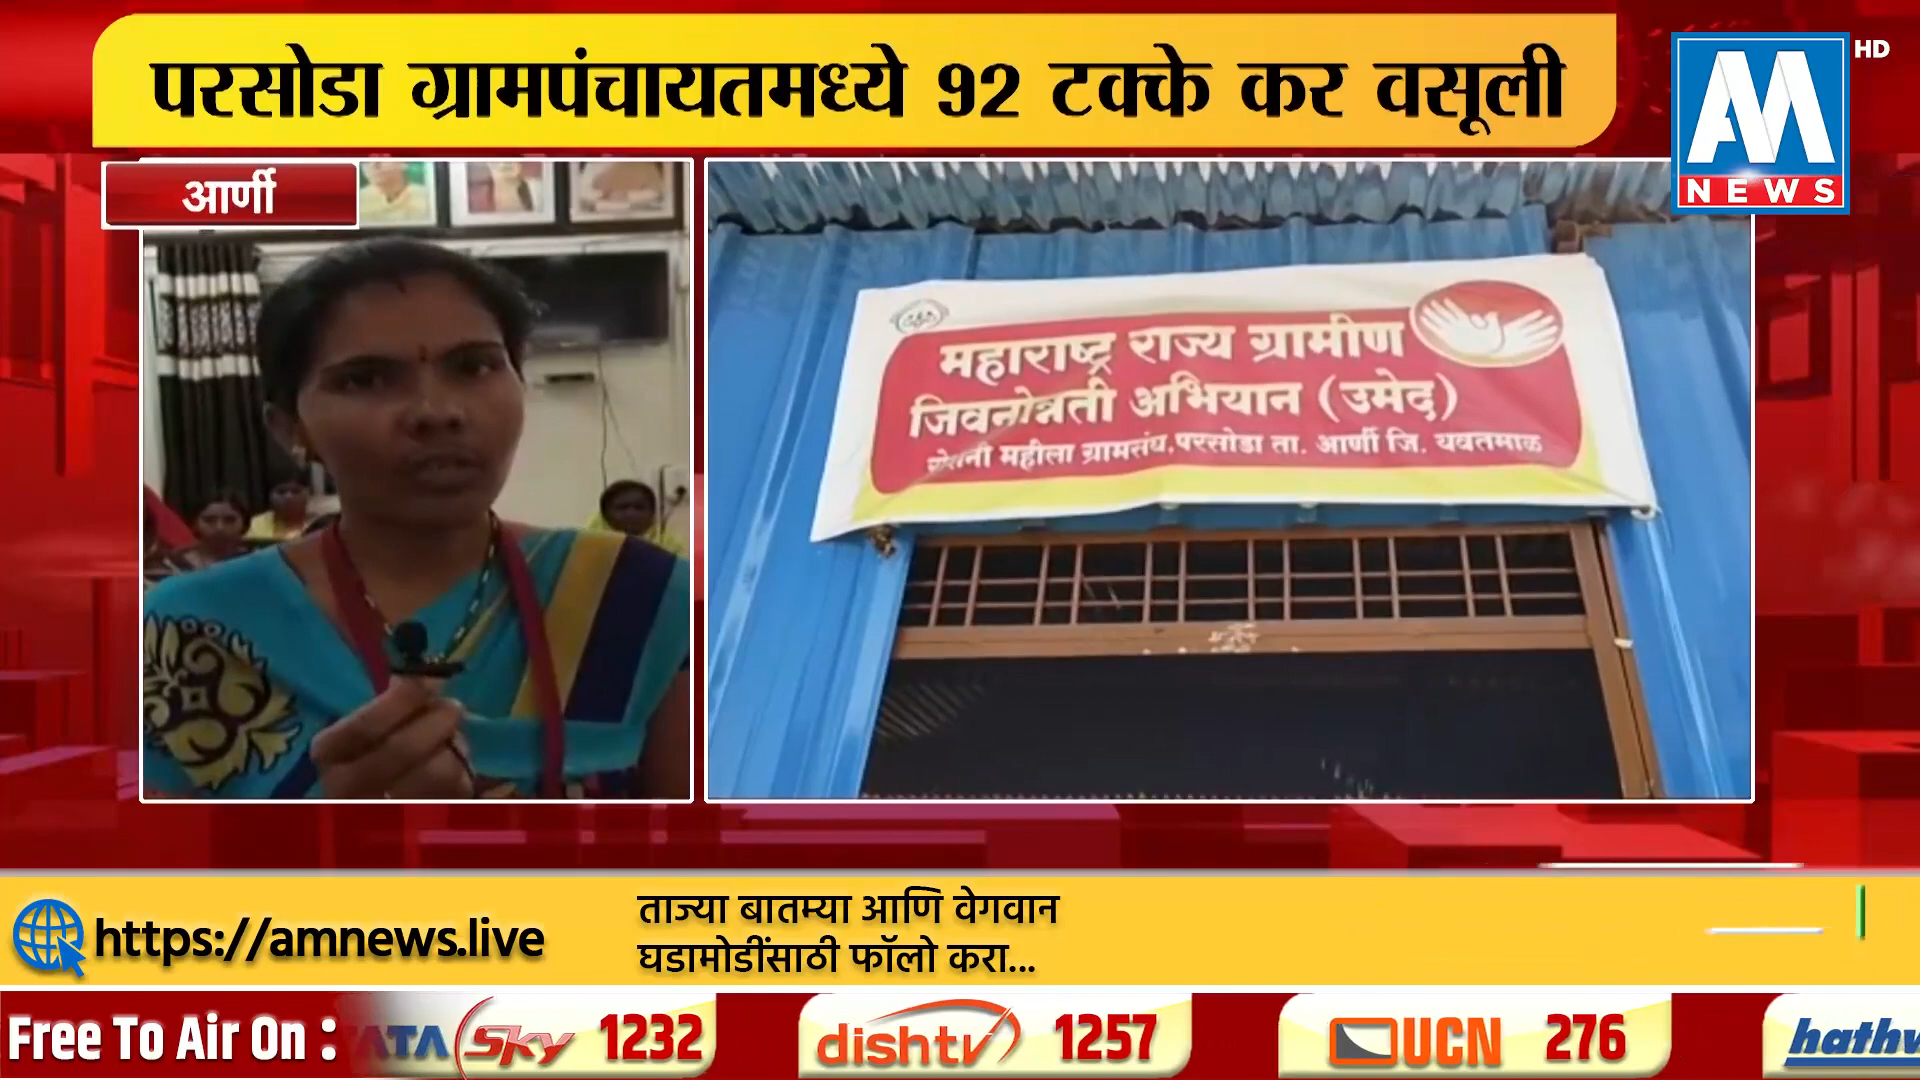 परसोडा ग्रामपंचायतमध्ये 92 टक्के कर वसूली
AM
NEWS
HD
आर्णी
महाराष्ट्र राज्य ग्रामीण
जिवनोन्नती अभियान (उमेद)
महीला ग्रामसंघ, परसोडा ता. आर्णी जि. यवतमाळ
https://amnews.live
ताज्या बातम्या आणि वेगवान
घडामोडींसाठी फॉलो करा...
Free To Air On : TATA Sky 1232 dishtv 1257 UCN 276